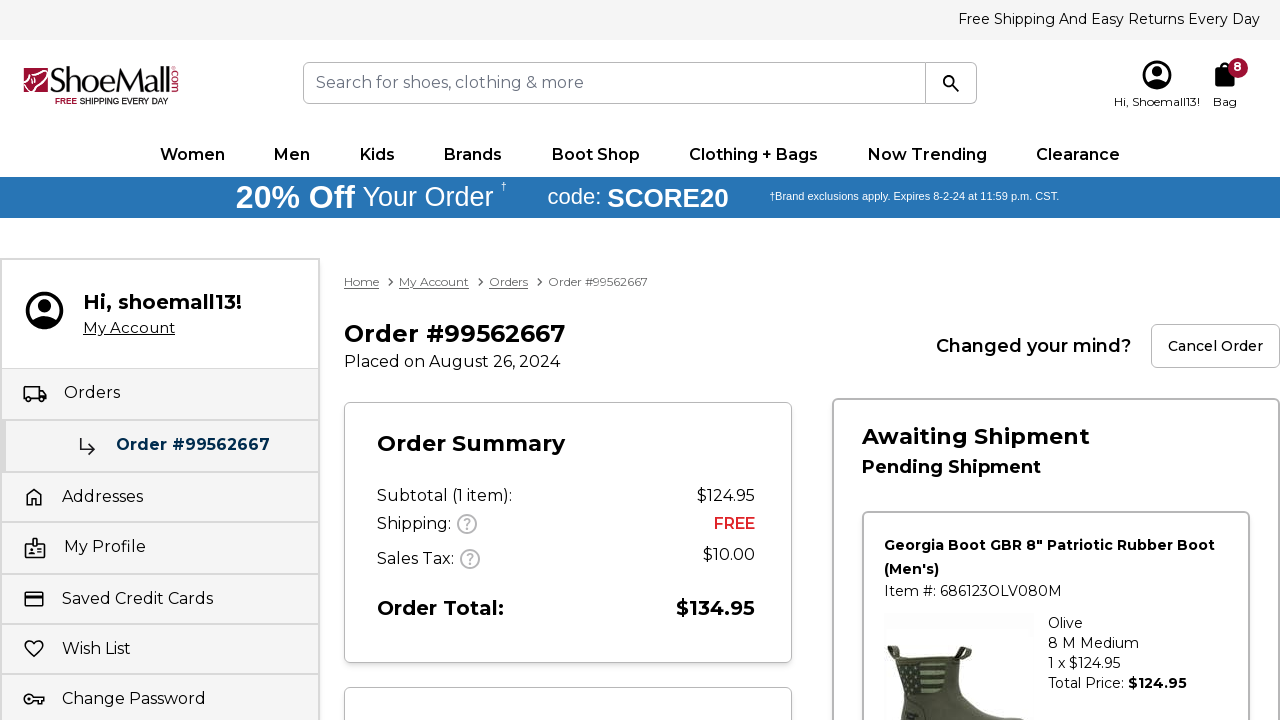 Free Shipping And Easy Returns Every Day
ShoeMall.com
FREE SHIPPING EVERY DAY
Search for shoes, clothing & more
Hi, Shoemall13!
8
Bag
Women Men Kids Brands Boot Shop Clothing + Bags Now Trending Clearance
20% Off Your Order † code: SCORE20 †Brand exclusions apply. Expires 8-2-24 at 11:59 p.m. CST.
Hi, shoemall13!
My Account
Orders
Order #99562667
Addresses
My Profile
Saved Credit Cards
Wish List
Change Password
Home > My Account > Orders > Order #99562667
Order #99562667
Placed on August 26, 2024
Changed your mind? Cancel Order
Order Summary
Subtotal (1 item): $124.95
Shipping: ? FREE
Sales Tax: ? $10.00
Order Total: $134.95
Awaiting Shipment
Pending Shipment
Georgia Boot GBR 8" Patriotic Rubber Boot
(Men's)
Item #: 686123OLV080M
Olive
8 M Medium
1 x $124.95
Total Price: $124.95